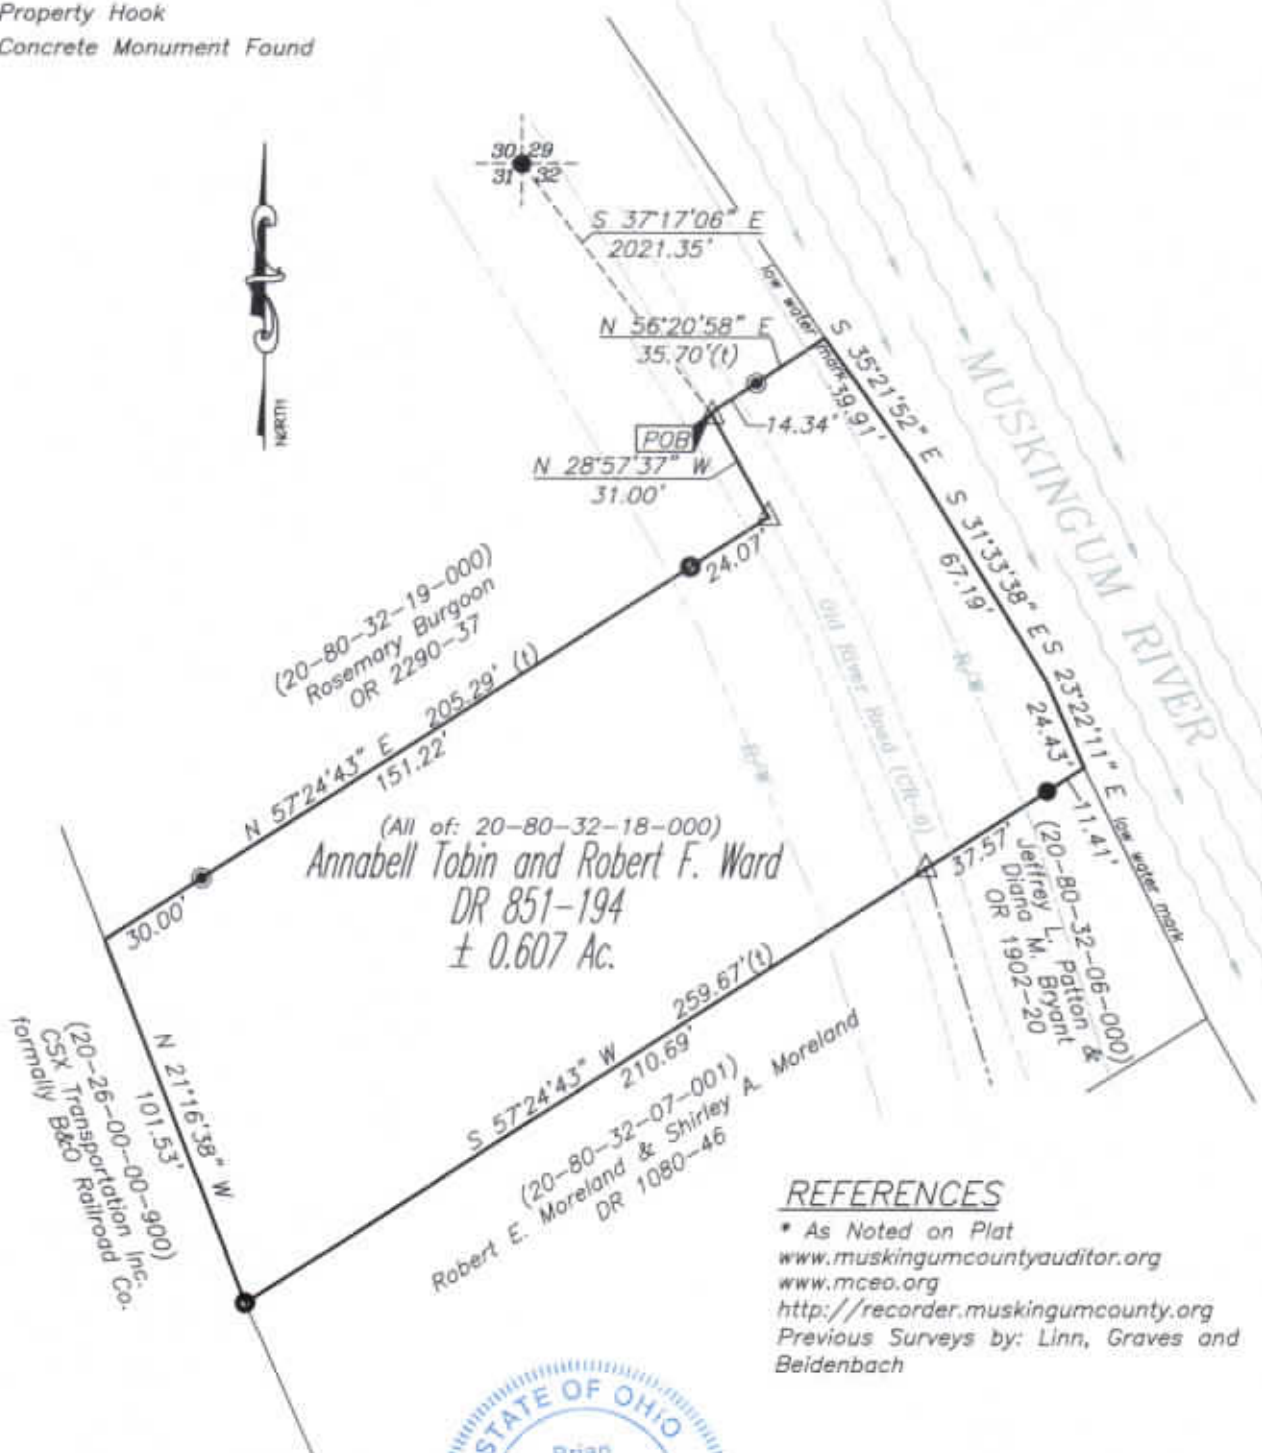 Property Hook
Concrete Monument Found
30 29
31 32
S 37°17'06" E
2021.35'
NORTH
low water mark
N 56°20'58" E
35.70'(t)
S 35°21'52" E
39.91'
14.34'
POB
N 28°57'37" W
31.00'
MUSKINGUM RIVER
S 31°33'38" E
67.19'
24.07'
(20-80-32-19-000)
Rosemary Burgoon
OR 2290-37
Old River Road (CR-6)
R/W
R/W
S 23°22'11" E
24.43'
N 57°24'43" E
205.29' (t)
151.22'
(All of: 20-80-32-18-000)
Annabell Tobin and Robert F. Ward
DR 851-194
± 0.607 Ac.
11.41'
37.57'
low water mark
(20-80-32-06-000)
Jeffrey L. Patton &
Diana M. Bryant
OR 1902-20
30.00'
259.67'(t)
S 57°24'43" W
210.69'
N 21°16'38" W
101.53'
(20-26-00-00-900)
CSX Transportation Inc.
formally B&O Railroad Co.
(20-80-32-07-001)
Robert E. Moreland & Shirley A. Moreland
DR 1080-46
REFERENCES
* As Noted on Plat
www.muskingumcountyauditor.org
www.mceo.org
http://recorder.muskingumcounty.org
Previous Surveys by: Linn, Graves and
Beidenbach
STATE OF OHIO
Brian